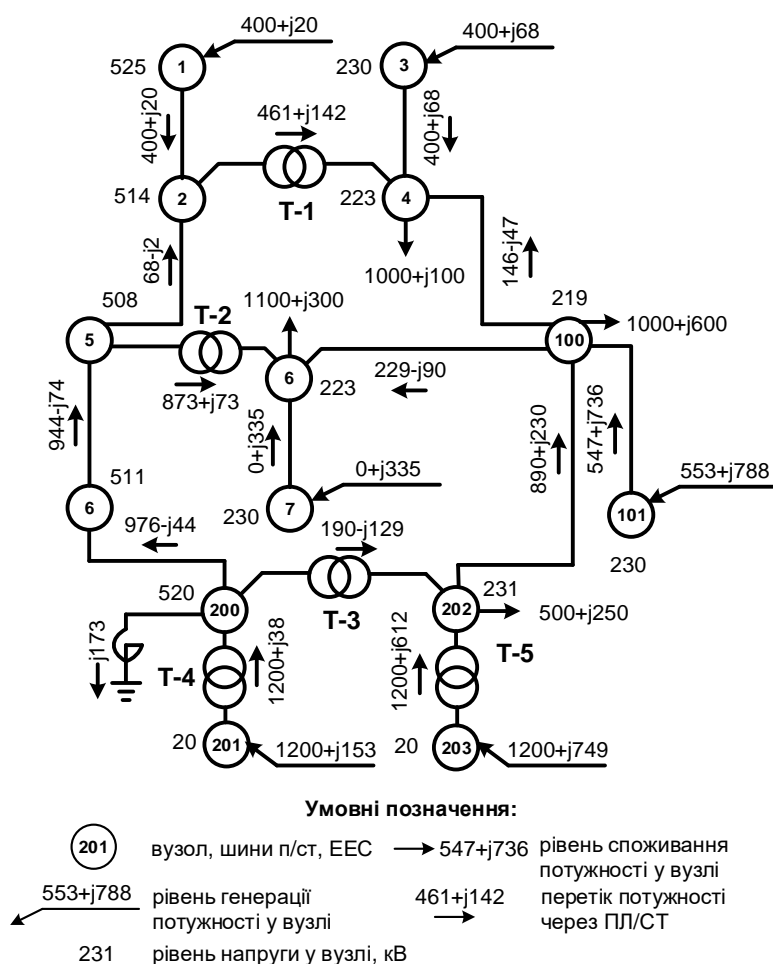 400+j20
400+j68
525
1
230
3
400+j20
461+j142
400+j68
514
2
Т-1
223
4
68-j2
1000+j100
146-j47
508
5
Т-2
1100+j300
219
100
1000+j600
873+j73
6
223
229-j90
944-j74
0+j335
890+j230
547+j736
511
6
0+j335
553+j788
230
7
101
230
976-j44
190-j129
520
200
Т-3
231
202
500+j250
j173
Т-4
1200+j38
1200+j612
Т-5
20
201
1200+j153
20
203
1200+j749
Умовні позначення:
201
вузол, шини п/ст, ЕЕС
547+j736
рівень споживання
потужності у вузлі
553+j788
рівень генерації
потужності у вузлі
461+j142
перетік потужності
через ПЛ/СТ
231
рівень напруги у вузлі, кВ